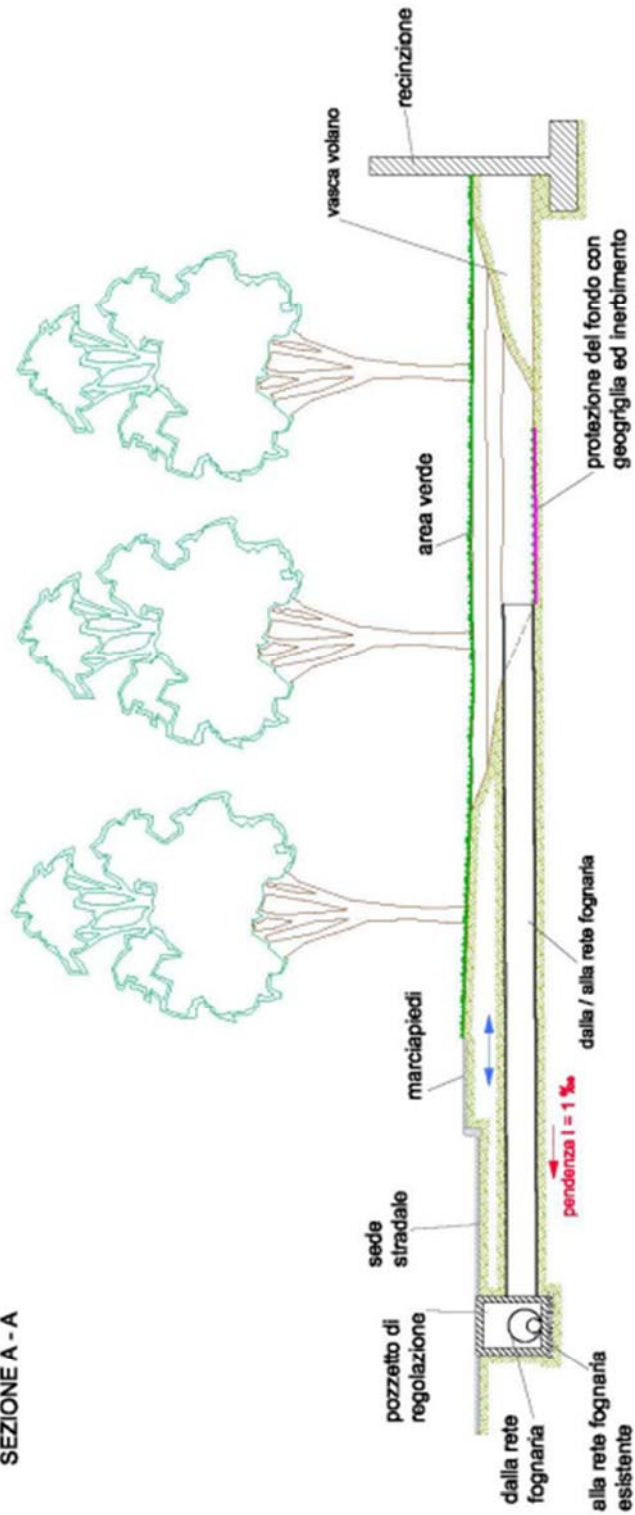 SEZIONE A - A
pozzetto di
regolazione
sede
stradale
marciapiedi
area verde
vasca volano
recinzione
dalla rete
fognaria
alla rete fognaria
esistente
pendenza I = 1 ‰
dalla / alla rete fognaria
protezione del fondo con
geogriglia ed inerbimento